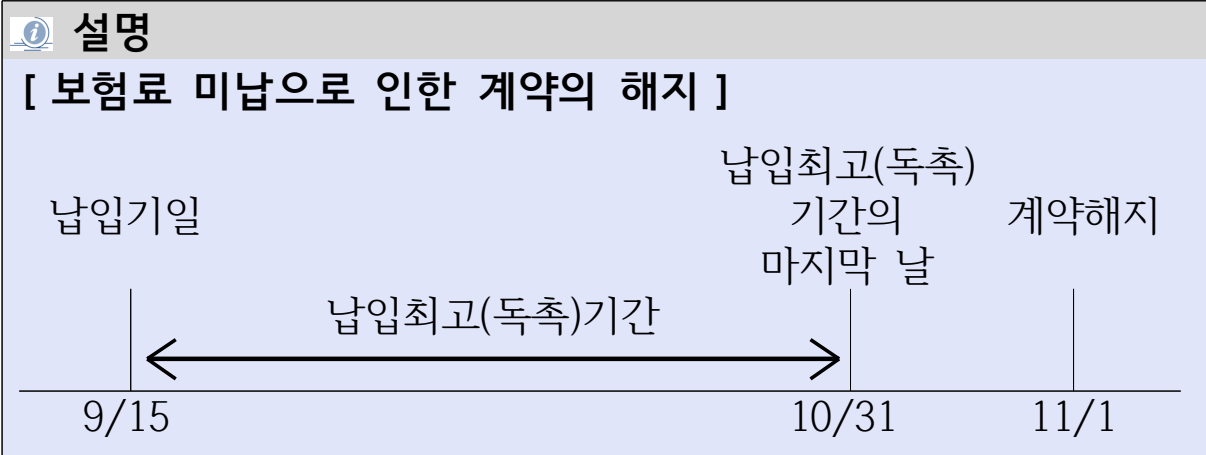 설명
[ 보험료 미납으로 인한 계약의 해지 ]
납입기일
납입최고(독촉)
기간의
마지막 날
계약해지
납입최고(독촉)기간
9/15
10/31
11/1